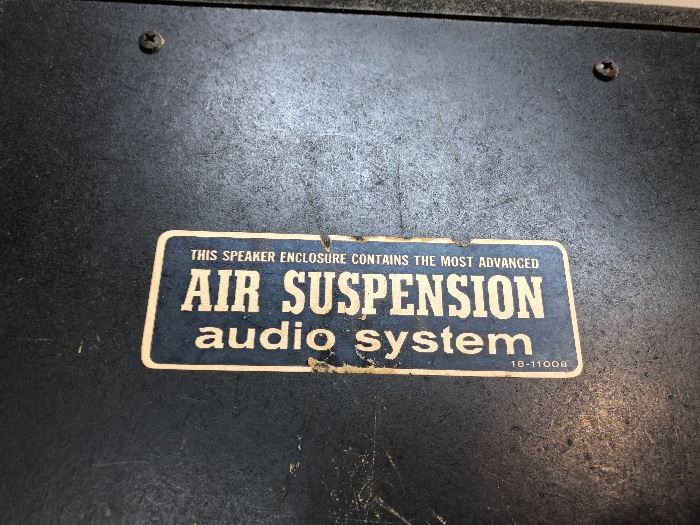 THIS SPEAKER ENCLOSURE CONTAINS THE MOST ADVANCED
AIR SUSPENSION
audio system
18-11008